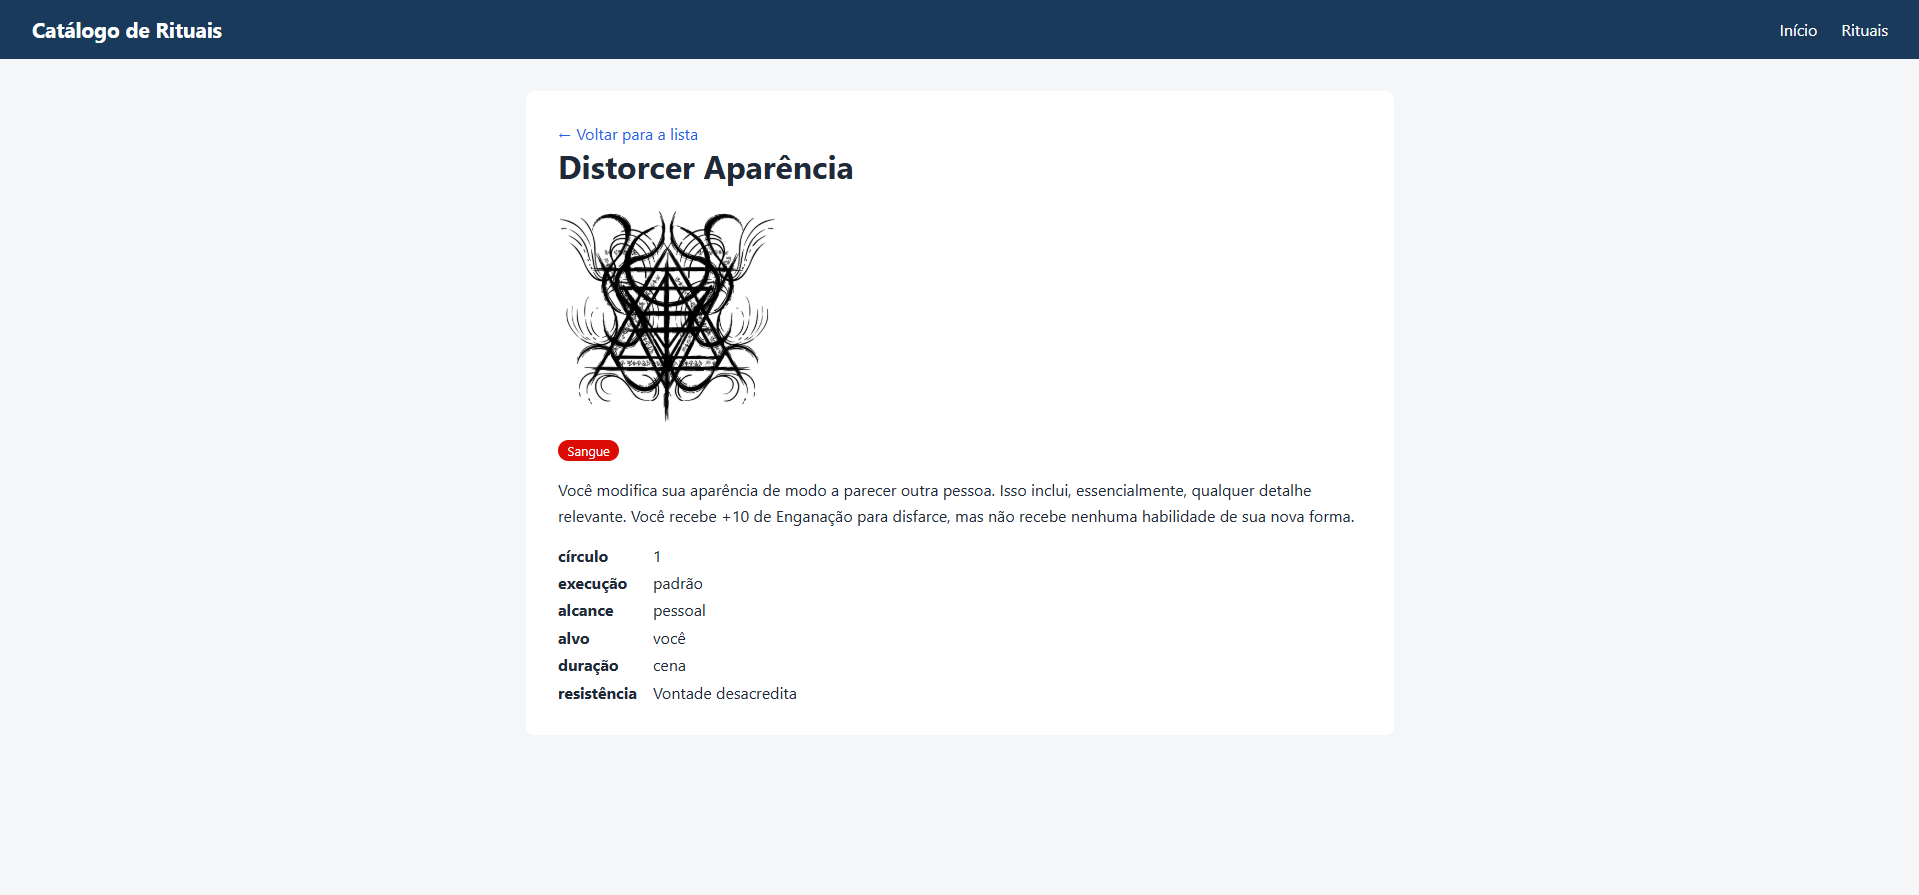 Catálogo de Rituais
Início Rituais
← Voltar para a lista
Distorcer Aparência
Sangue
Você modifica sua aparência de modo a parecer outra pessoa. Isso inclui, essencialmente, qualquer detalhe
relevante. Você recebe +10 de Enganação para disfarce, mas não recebe nenhuma habilidade de sua nova forma.
círculo 1
execução padrão
alcance pessoal
alvo você
duração cena
resistência Vontade desacredita